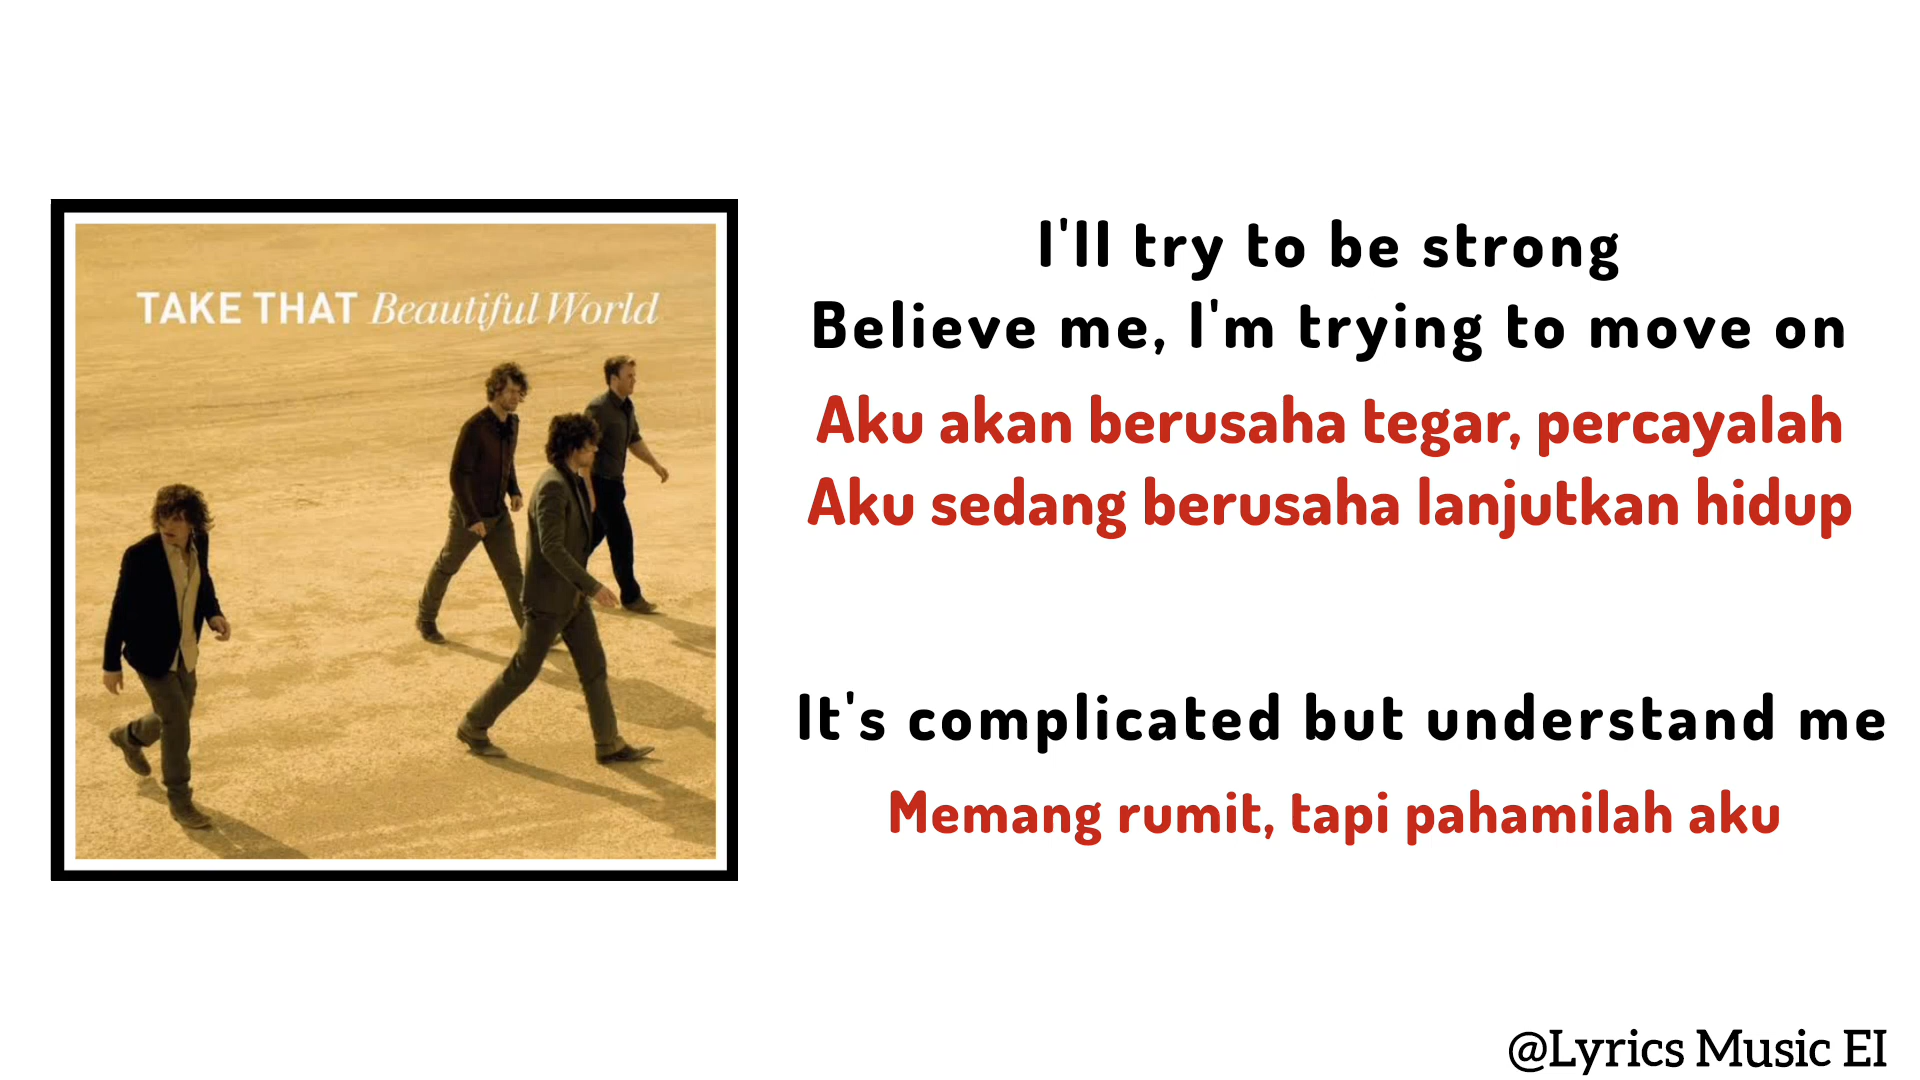 TAKE THAT Beautiful World
I'll try to be strong
Believe me, I'm trying to move on
Aku akan berusaha tegar, percayalah
Aku sedang berusaha lanjutkan hidup
It's complicated but understand me
Memang rumit, tapi pahamilah aku
@Lyrics Music EI